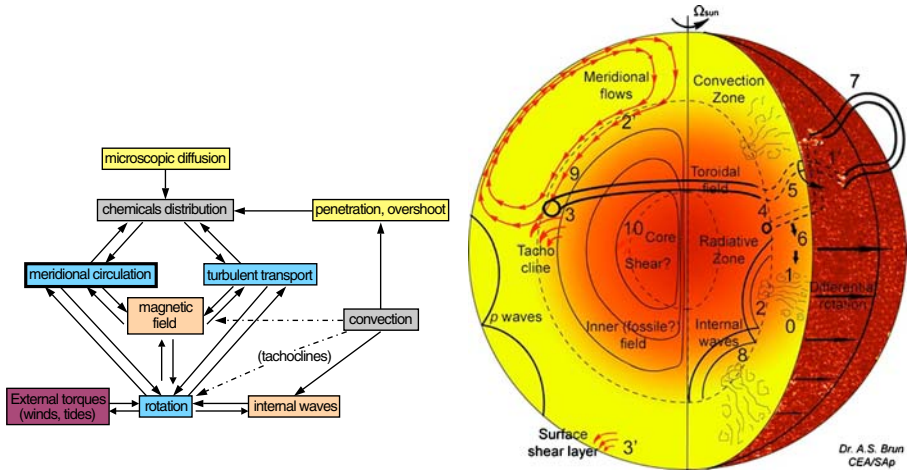 microscopic diffusion
chemicals distribution
penetration, overshoot
meridional circulation
turbulent transport
magnetic
field
convection
(tachoclines)
External torques
(winds, tides)
rotation
internal waves
Ωsun
Meridional
flows
Convection
Zone
7
2'
1'
9
Toroidal
field
5
3
4
10
Core
Radiative
Zone
6
Tacho
cline
Shear?
1
Differential
rotation
p waves
Inner (fossile?)
field
Internal
waves
2
0
8
Surface
shear layer
3'
Dr. A.S. Brun
CEA/SAp